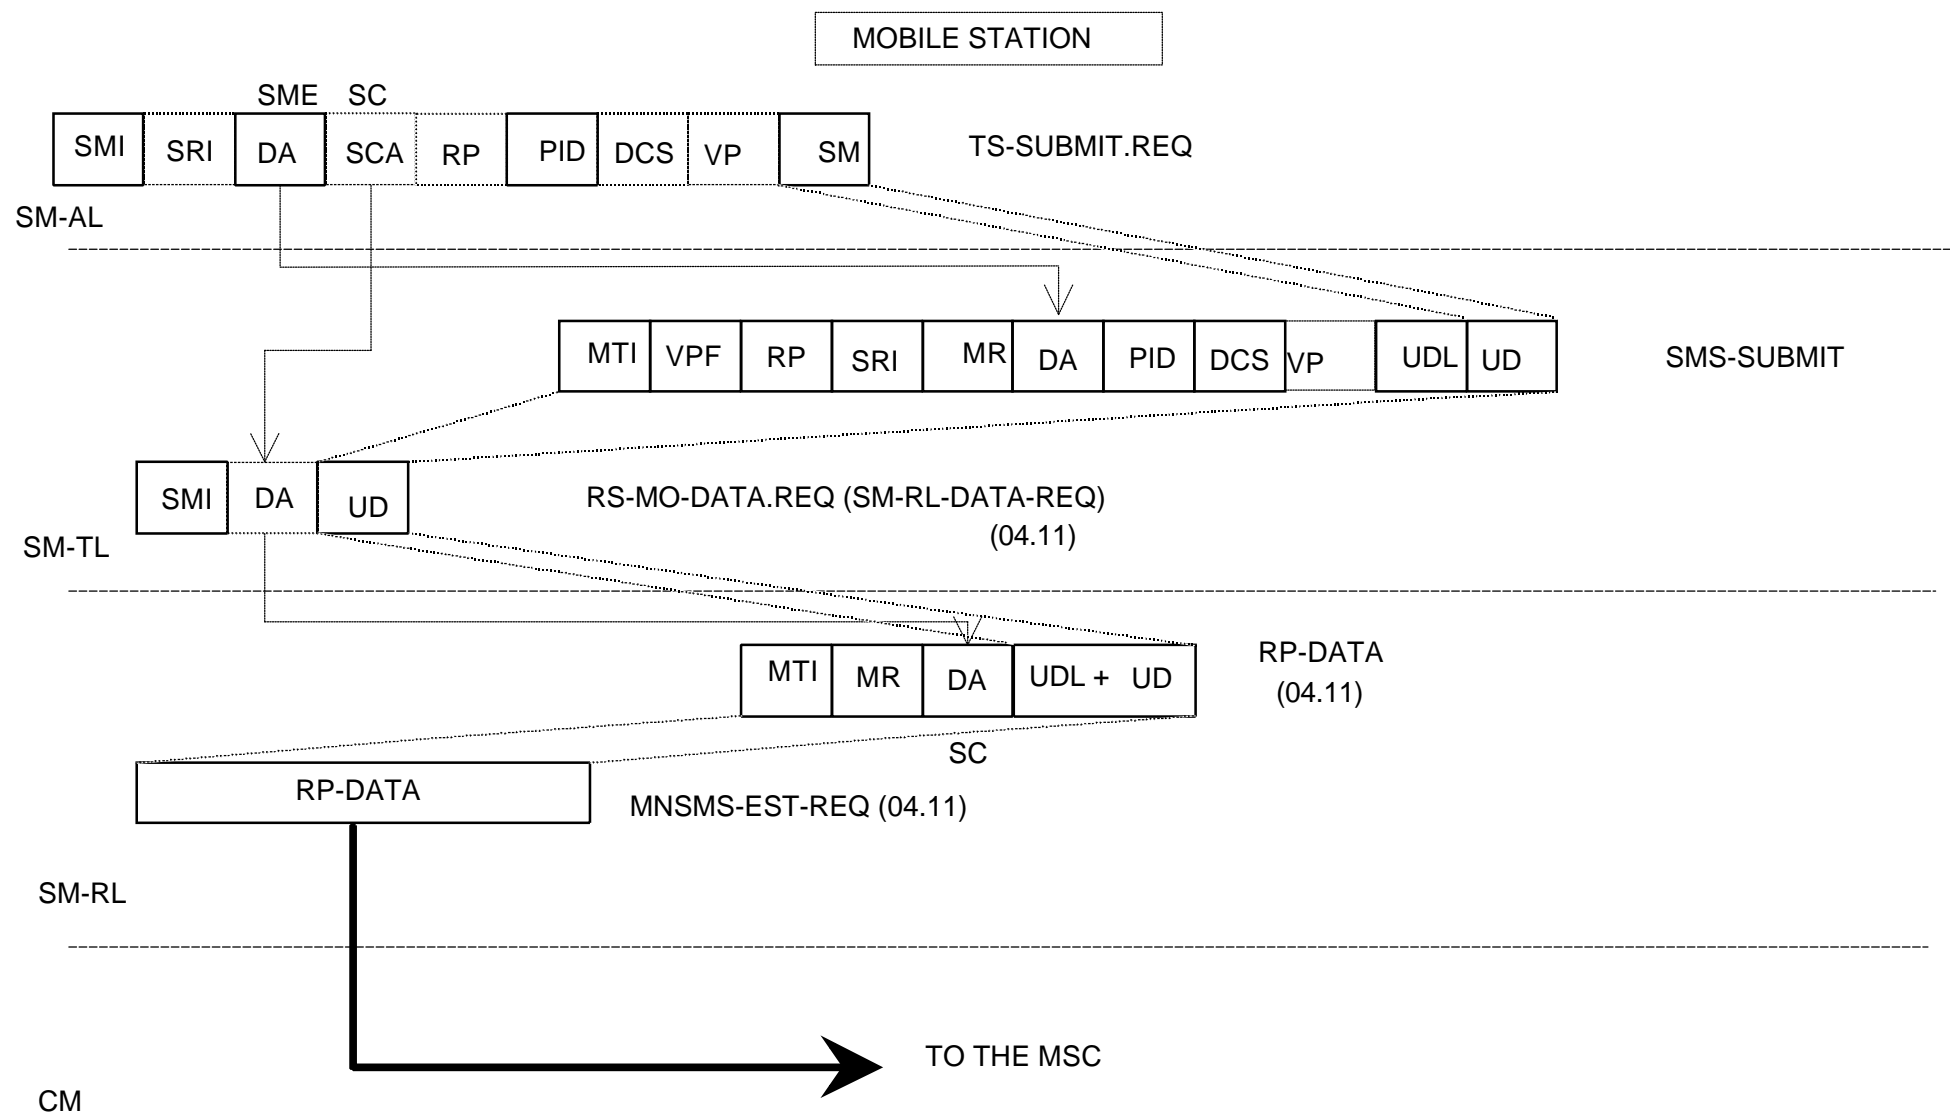 MOBILE STATION
SME SC
SMI SRI DA SCA RP PID DCS VP SM TS-SUBMIT.REQ
SM-AL
MTI VPF RP SRI MR DA PID DCS VP UDL UD SMS-SUBMIT
SMI DA UD RS-MO-DATA.REQ (SM-RL-DATA-REQ)
(04.11)
SM-TL
RP-DATA
MTI MR DA UDL + UD
(04.11)
SC
RP-DATA MNSMS-EST-REQ (04.11)
SM-RL
TO THE MSC
CM